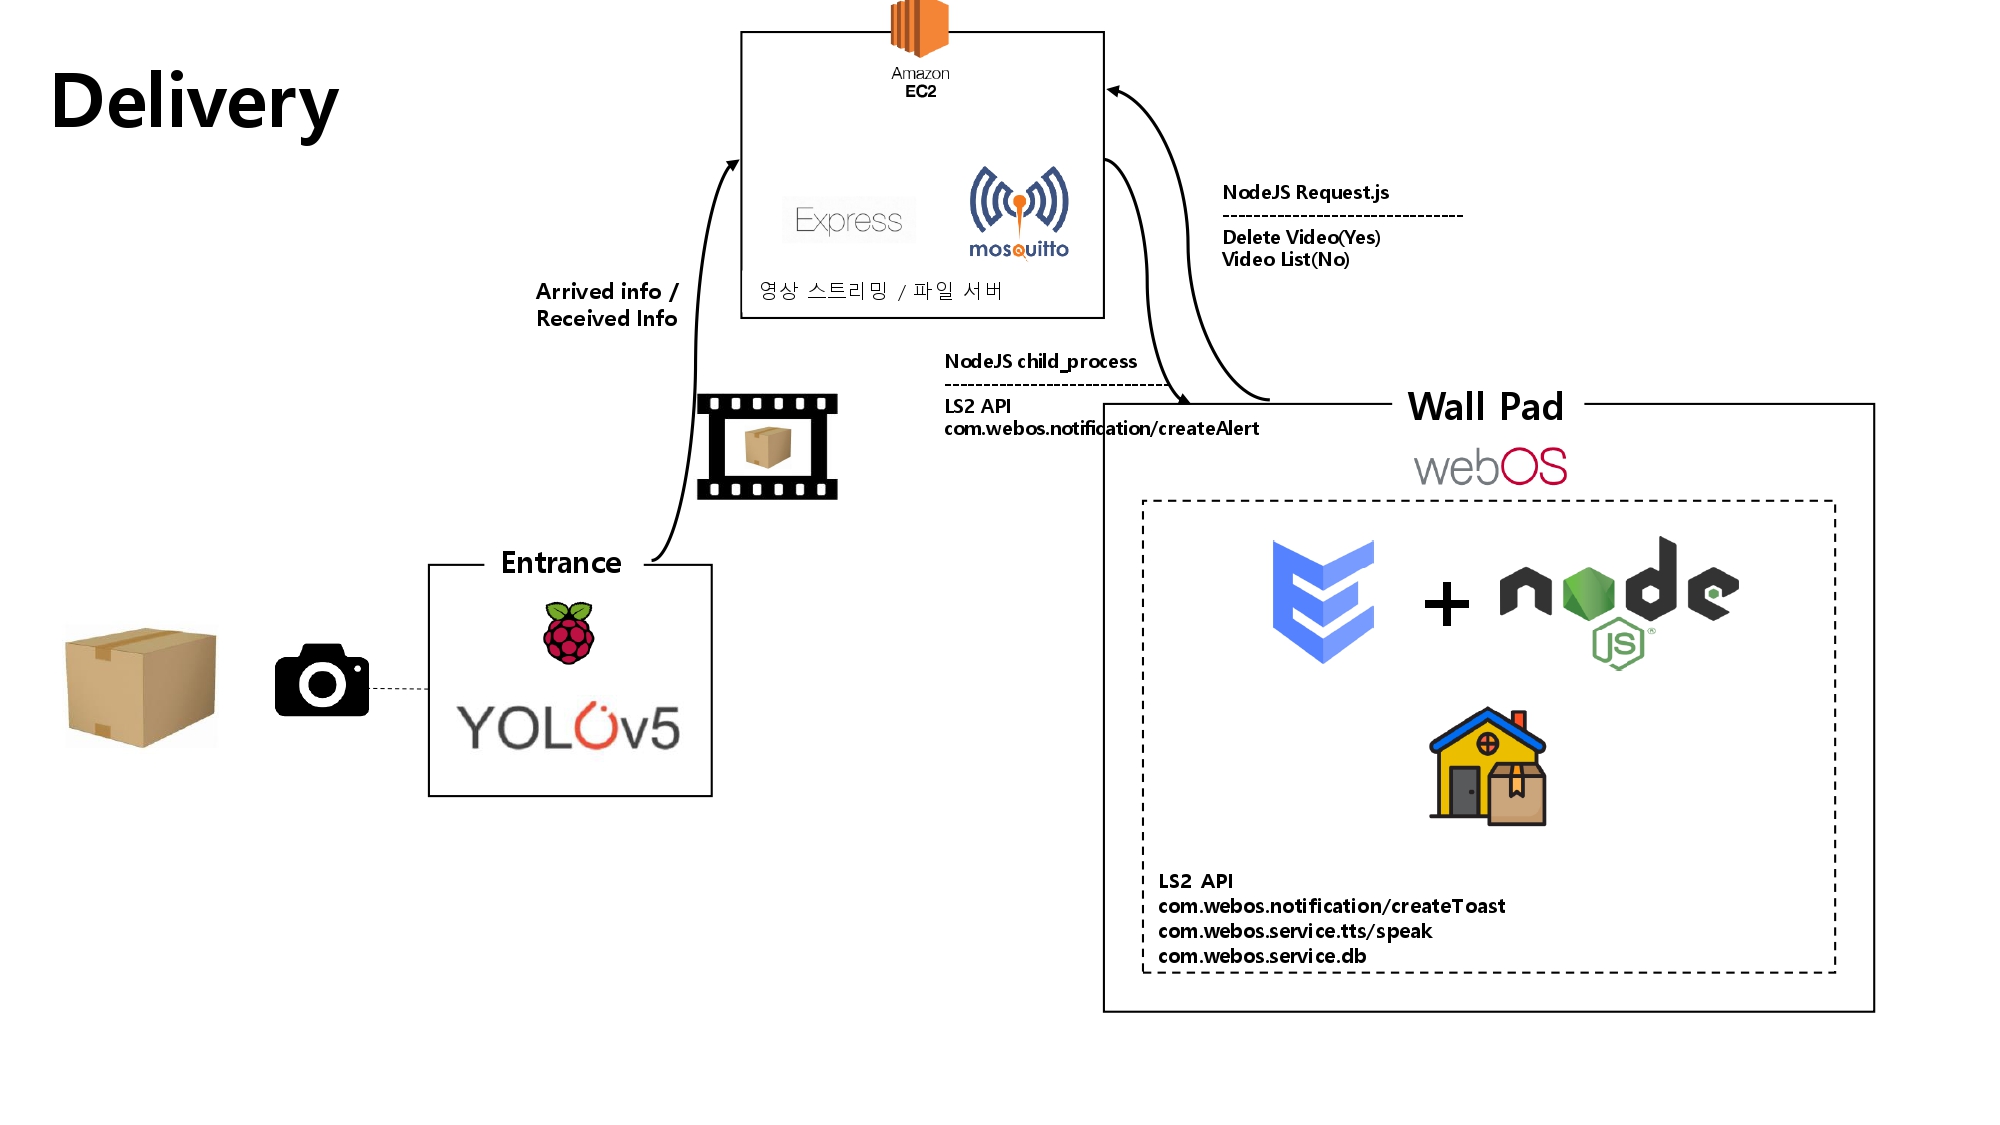 Delivery
Amazon
EC2
Express
mosquitto
영상 스트리밍 / 파일 서버
Arrived info /
Received Info
NodeJS Request.js
-------------------------------
Delete Video(Yes)
Video List(No)
NodeJS child_process
-----------------------------
LS2 API
com.webos.notification/createAlert
Entrance
YOLOv5
Wall Pad
webOS
+
node
JS
LS2 API
com.webos.notification/createToast
com.webos.service.tts/speak
com.webos.service.db